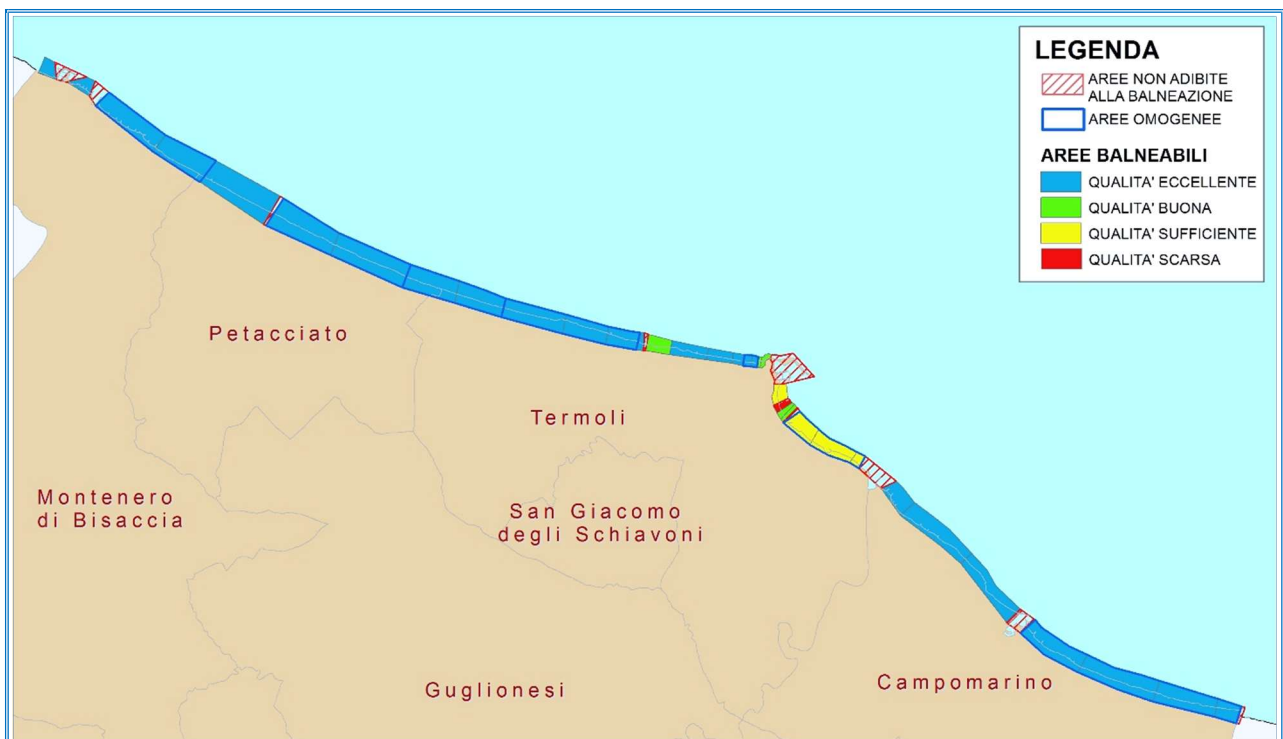 LEGENDA
AREE NON ADIBITE
ALLA BALNEAZIONE
AREE OMOGENEE
AREE BALNEABILI
QUALITA' ECCELLENTE
QUALITA' BUONA
QUALITA' SUFFICIENTE
QUALITA' SCARSA
Petacciato
Termoli
Montenero
di Bisaccia
San Giacomo
degli Schiavoni
Guglionesi
Campomarino